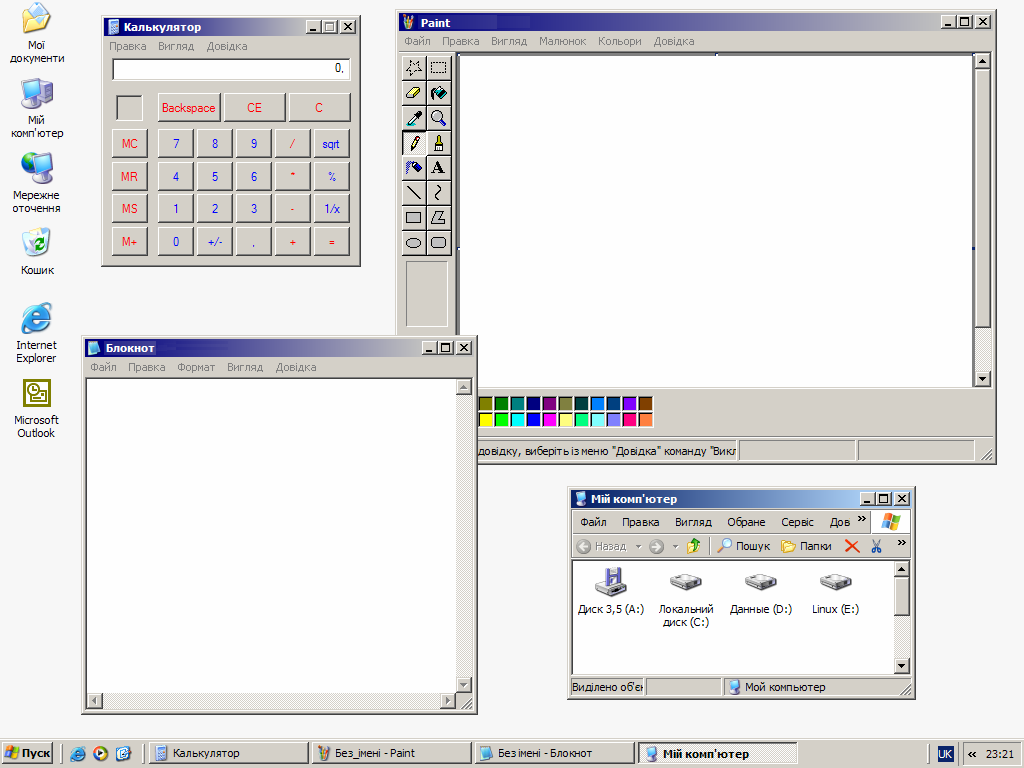 Мої
документи
Мій
комп'ютер
Мережне
оточення
Кошик
Internet
Explorer
Microsoft
Outlook
Калькулятор
Правка Вигляд Довідка
0,
Backspace CE C
MC 7 8 9 / sqrt
MR 4 5 6 * %
MS 1 2 3 - 1/x
M+ 0 +/- , + =
Paint
Файл Правка Вигляд Малюнок Кольори Довідка
A
довідку, виберіть із меню "Довідка" команду "Викл
Блокнот
Файл Правка Формат Вигляд Довідка
Мій комп'ютер
Файл Правка Вигляд Обране Сервіс Дов »
Назад Пошук Папки »
Диск 3,5 (A:)
Локальний
диск (C:)
Данные (D:)
Linux (E:)
Виділено об'єк Мой компьютер
Пуск Калькулятор Без_імені - Paint Без імені - Блокнот Мій комп'ютер UK « 23:21